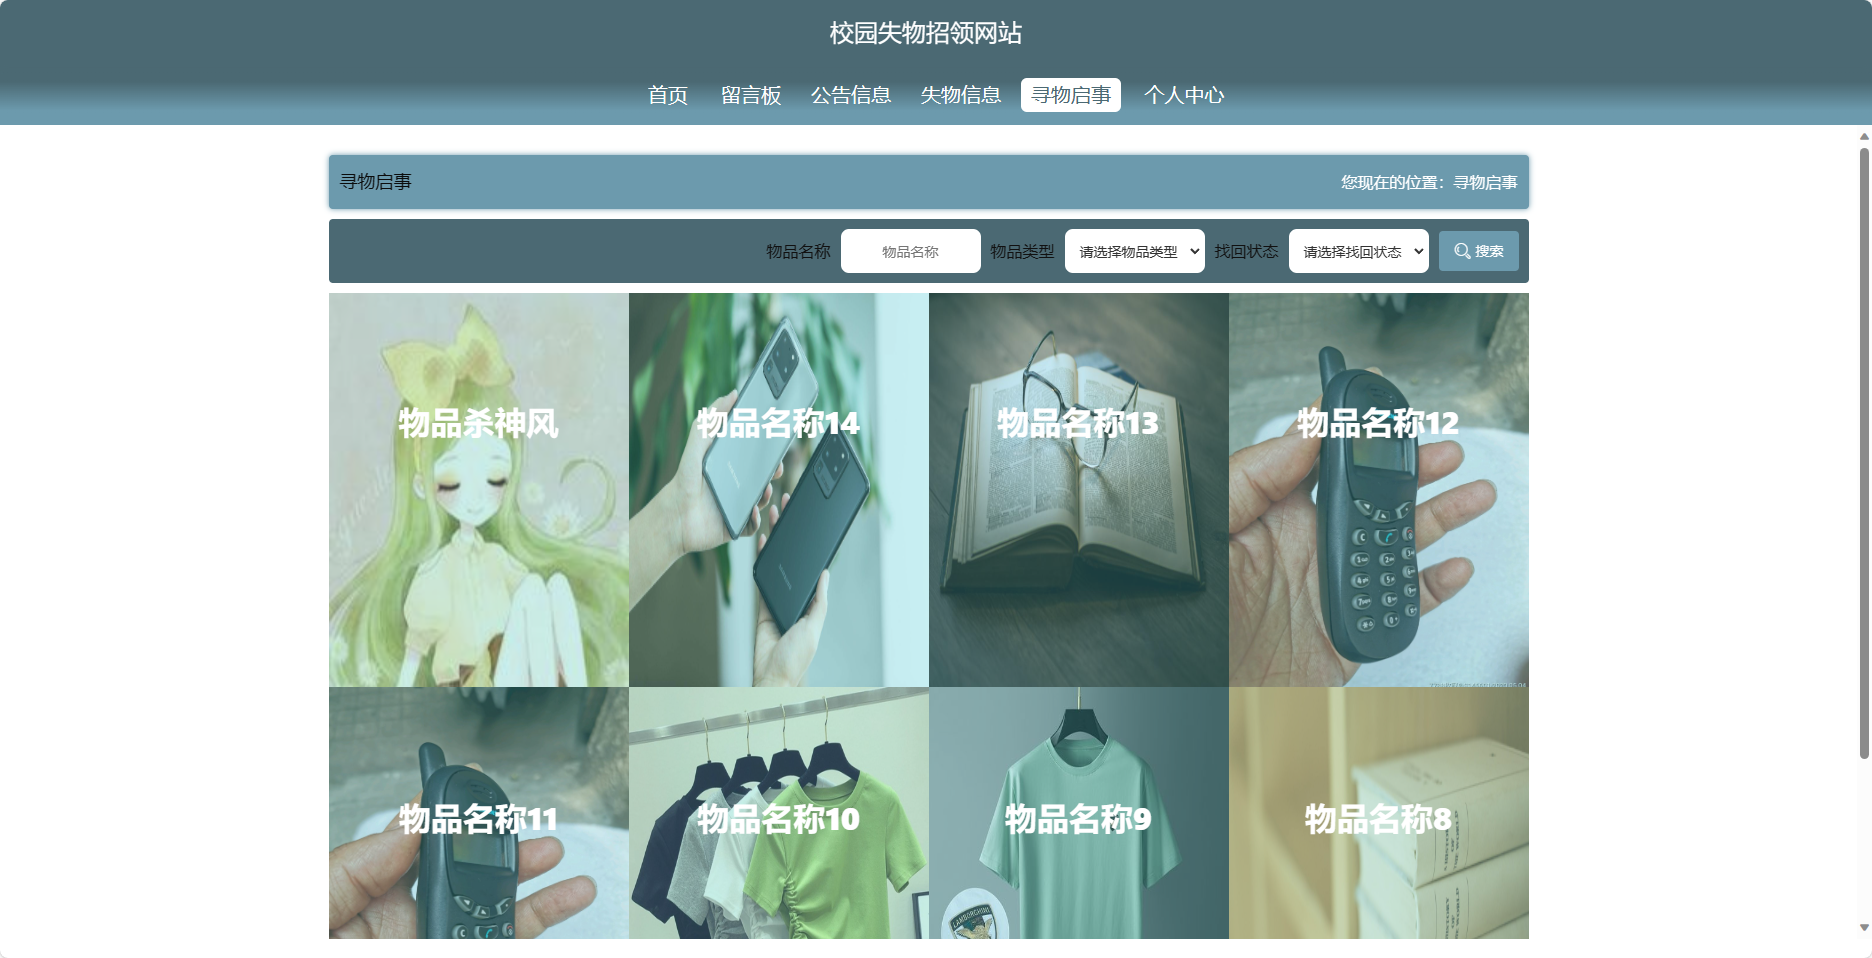 校园失物招领网站
首页 留言板 公告信息 失物信息 寻物启事 个人中心
寻物启事 您现在的位置：寻物启事
物品名称 物品名称 物品类型 请选择物品类型 找回状态 请选择找回状态 搜索
物品杀神风 物品名称14 物品名称13 物品名称12
物品名称11 物品名称10 物品名称9 物品名称8
LAMBORGHINI